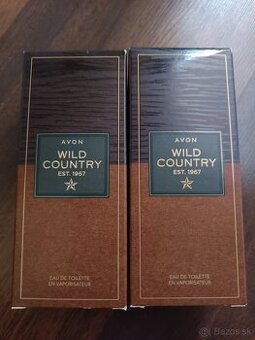 AVON
WILD
COUNTRY
EST. 1967
EAU DE TOILETTE
EN VAPORISATEUR
AVON
WILD
COUNTRY
EST. 1967
EAU DE TOILETTE
EN VAPORISATEUR
Bazos.sk